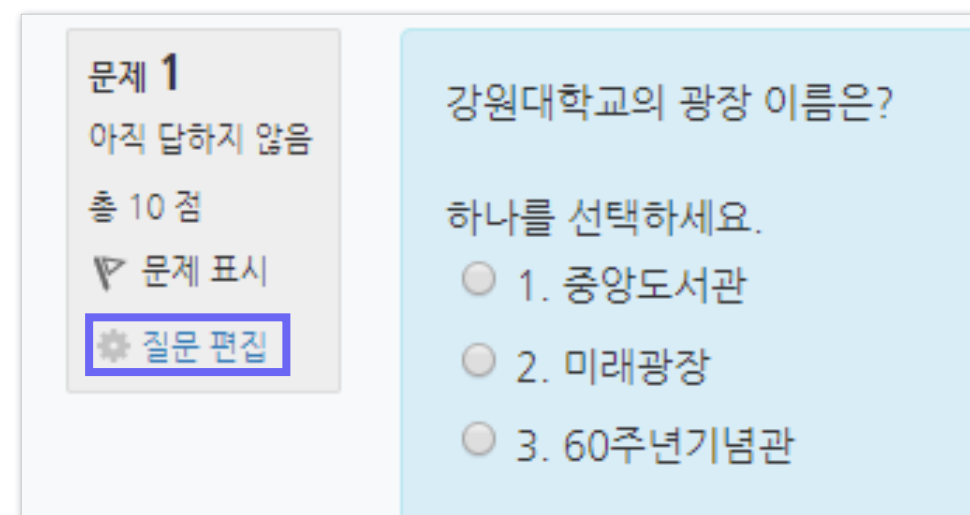 문제 1
아직 답하지 않음
총 10 점
문제 표시
질문 편집
강원대학교의 광장 이름은?
하나를 선택하세요.
1. 중앙도서관
2. 미래광장
3. 60주년기념관